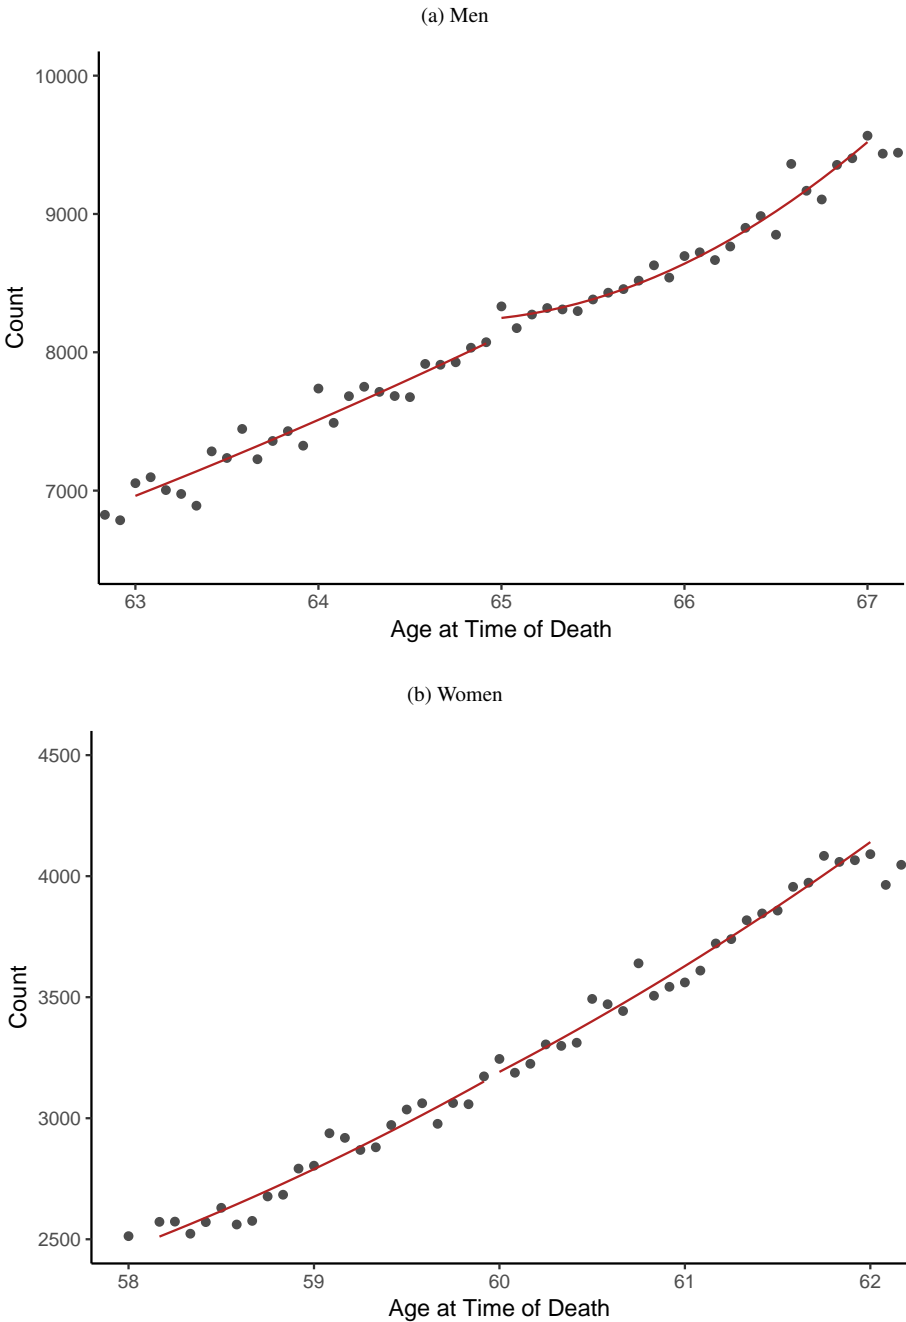 (a) Men
10000
9000
8000
7000
Count
63 64 65 66 67
Age at Time of Death
(b) Women
4500
4000
3500
3000
2500
Count
58 59 60 61 62
Age at Time of Death